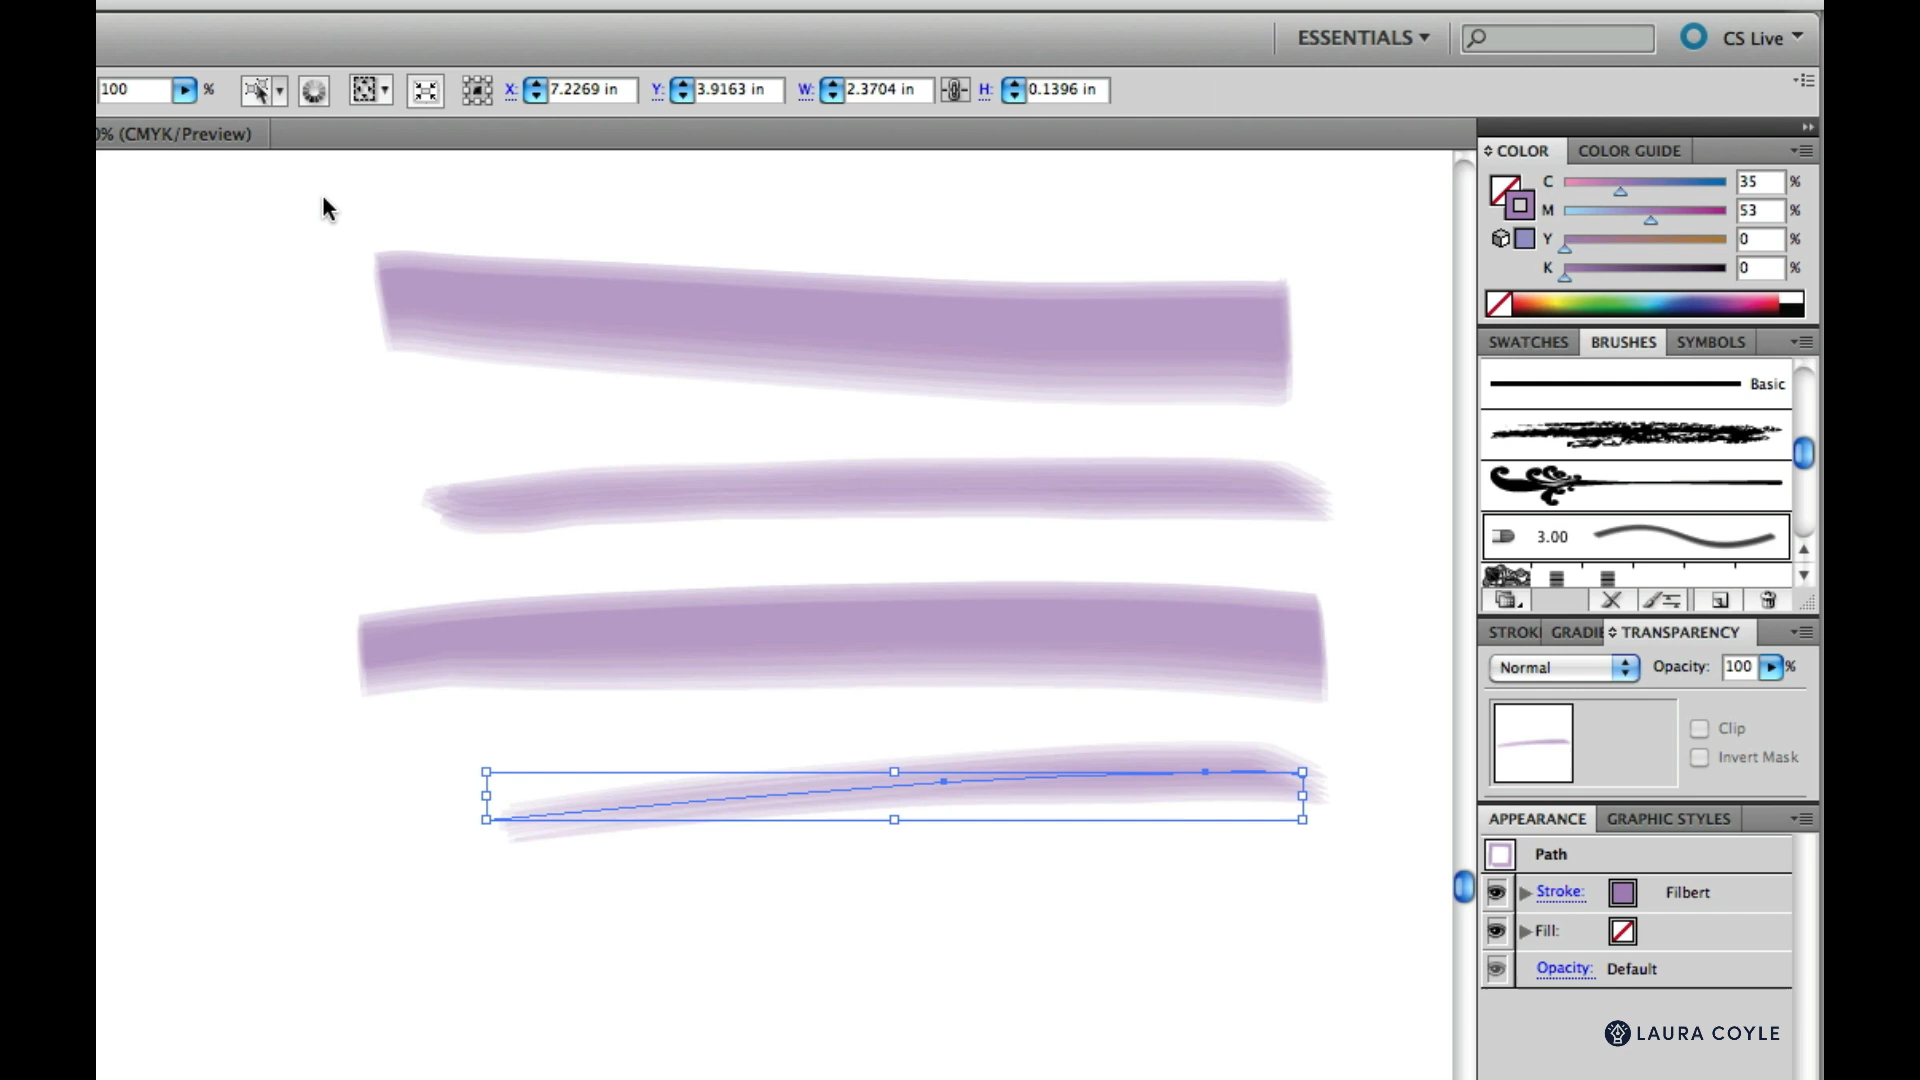 ESSENTIALS
CS Live
100 %
X: 7.2269 in Y: 3.9163 in W: 2.3704 in H: 0.1396 in
0% (CMYK/Preview)
COLOR COLOR GUIDE
C 35 %
M 53 %
Y 0 %
K 0 %
SWATCHES BRUSHES SYMBOLS
Basic
3.00
STROK GRADIE TRANSPARENCY
Normal Opacity: 100 %
Clip
Invert Mask
APPEARANCE GRAPHIC STYLES
Path
Stroke: Filbert
Fill:
Opacity: Default
LAURA COYLE